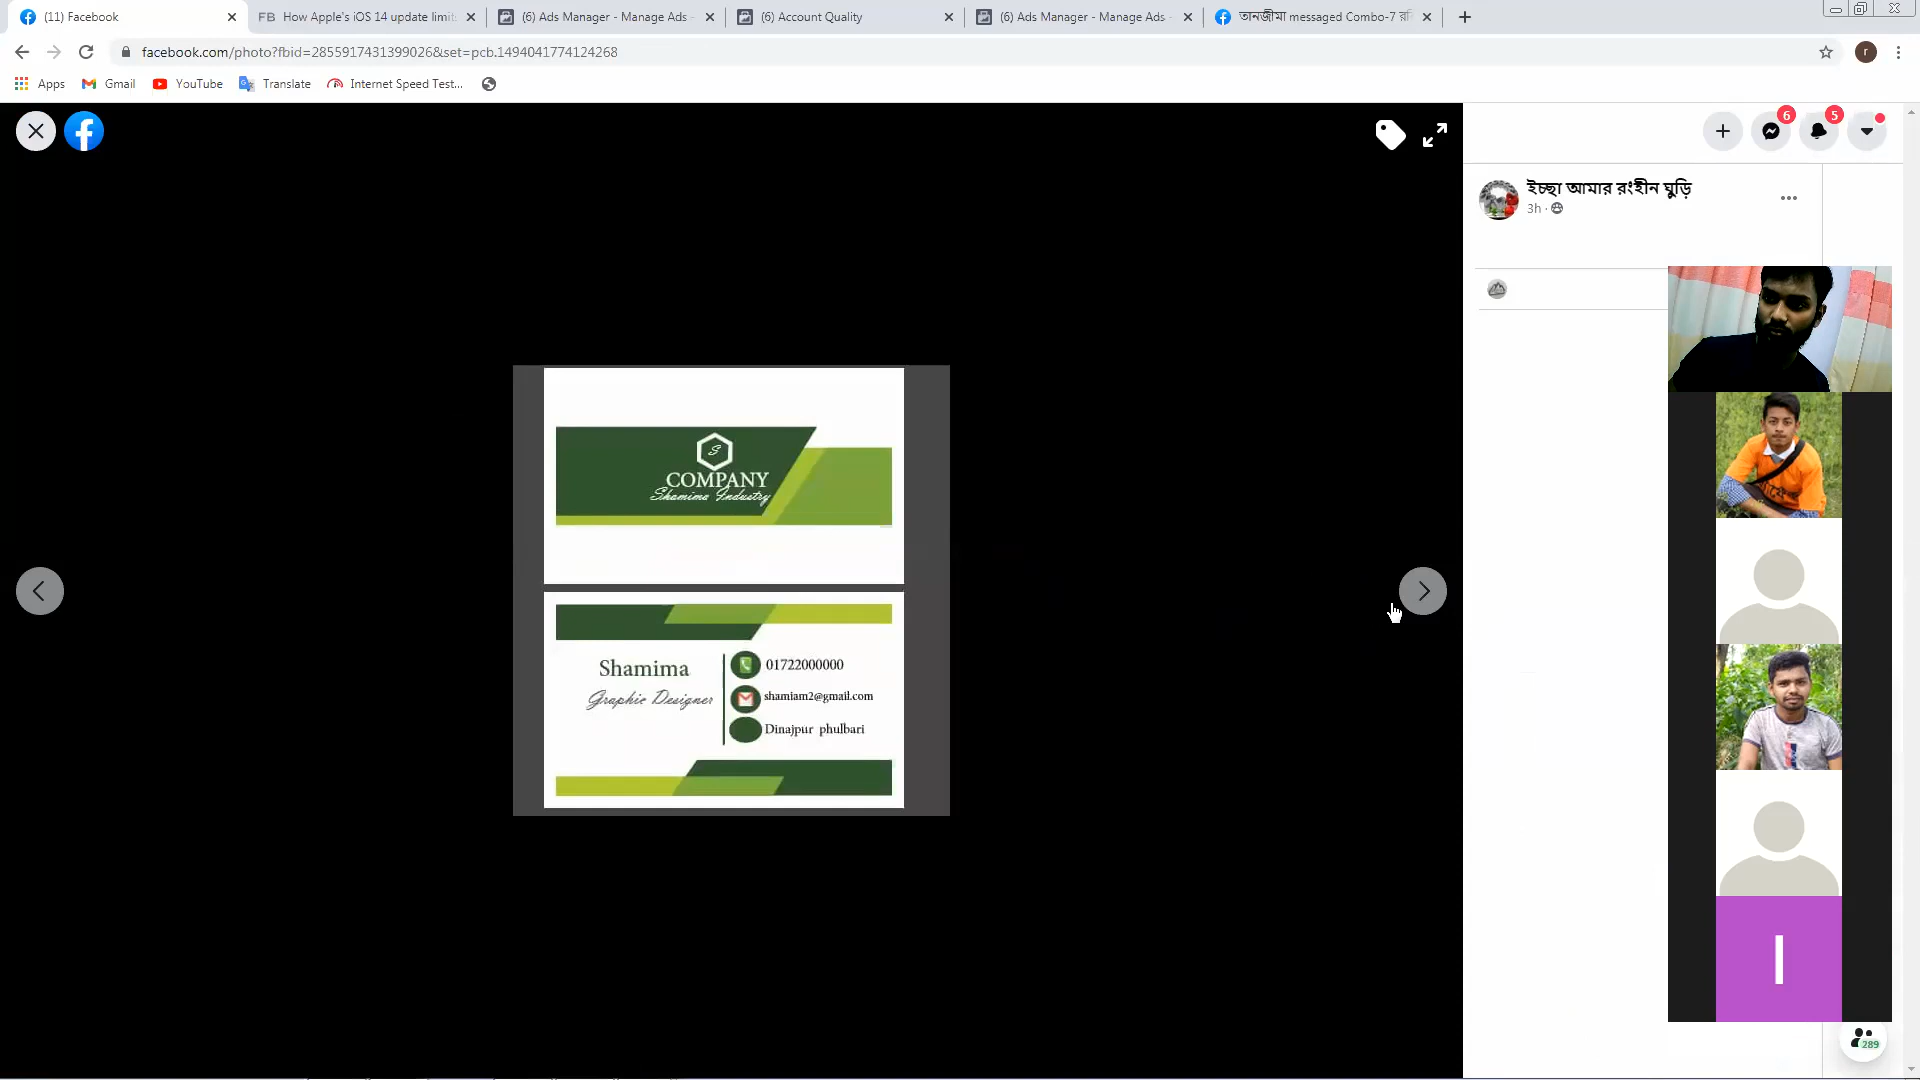 (11) Facebook
FB How Apple's iOS 14 update limit
(6) Ads Manager - Manage Ads -
(6) Account Quality
(6) Ads Manager - Manage Ads -
তানজীমা messaged Combo-7
facebook.com/photo?fbid=2855917431399026&set=pcb.1494041774124268
r
Apps
Gmail
YouTube
Translate
Internet Speed Test...
6
5
ইচ্ছা আমার রংহীন ঘুড়ি
3h ·
S
COMPANY
Shamima Industry
Shamima
Graphic Designer
01722000000
shamiam2@gmail.com
Dinajpur phulbari
I
289